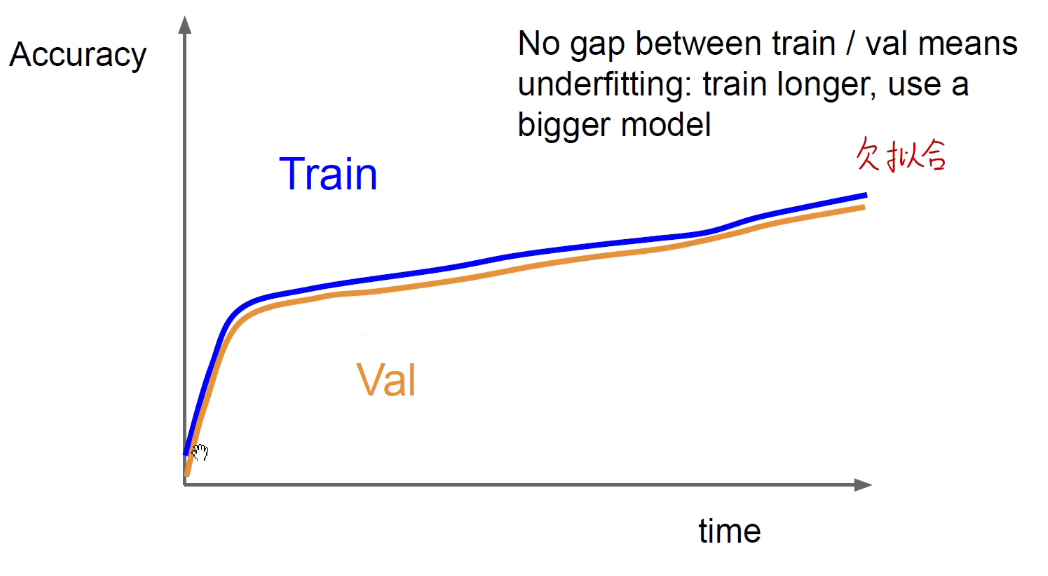 Accuracy
No gap between train / val means
underfitting: train longer, use a
bigger model
欠拟合
Train
Val
time